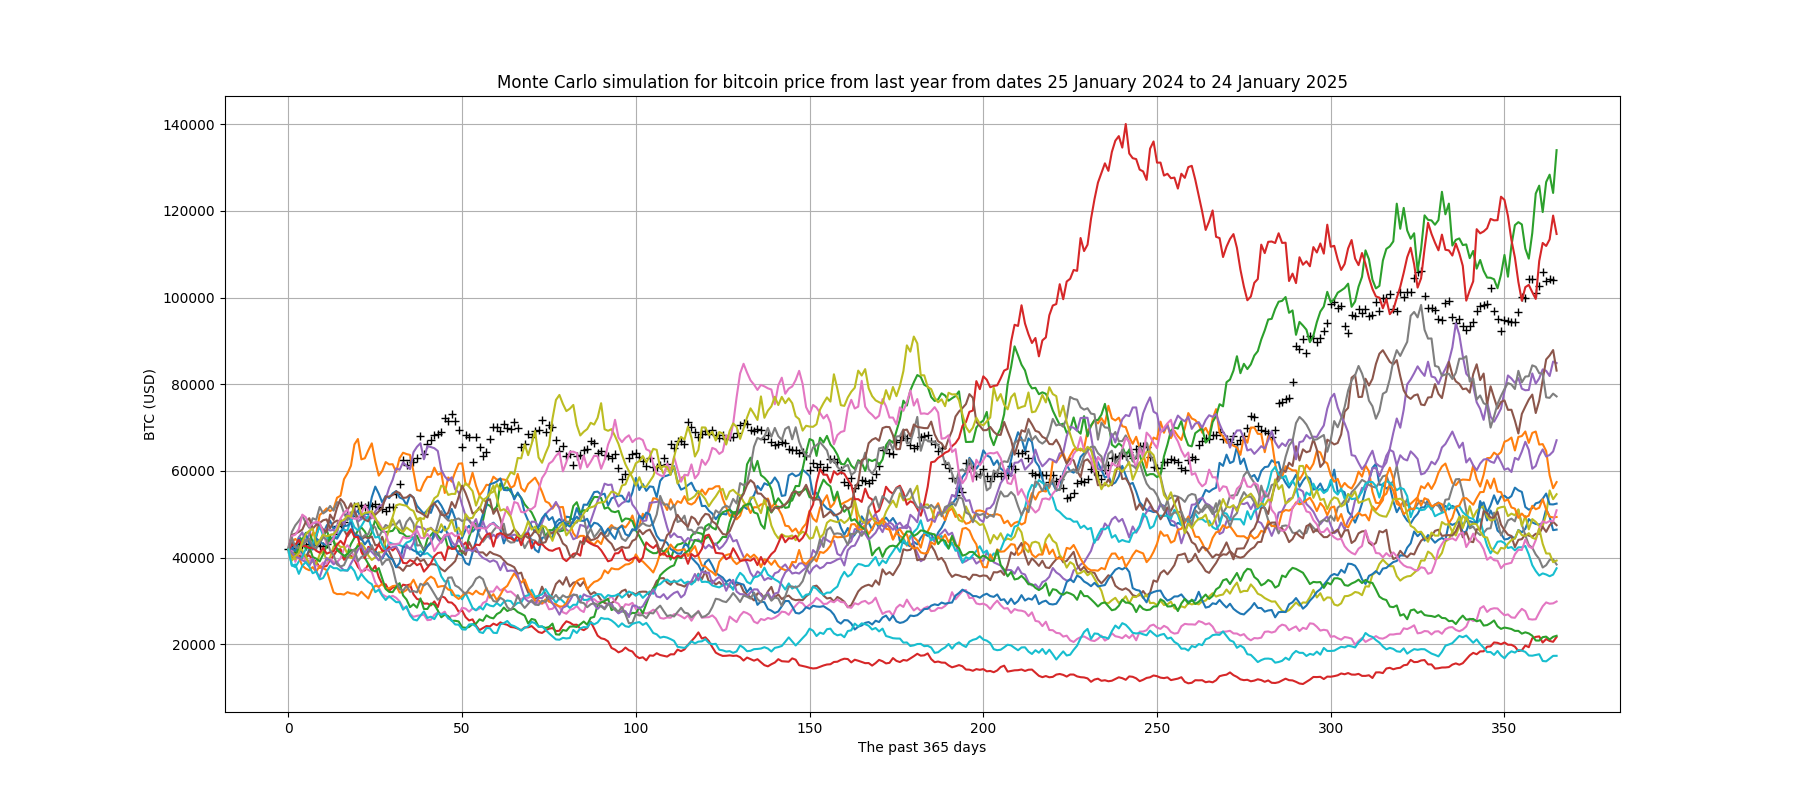 Monte Carlo simulation for bitcoin price from last year from dates 25 January 2024 to 24 January 2025
140000
120000
100000
80000
60000
40000
20000
BTC (USD)
0 50 100 150 200 250 300 350
The past 365 days